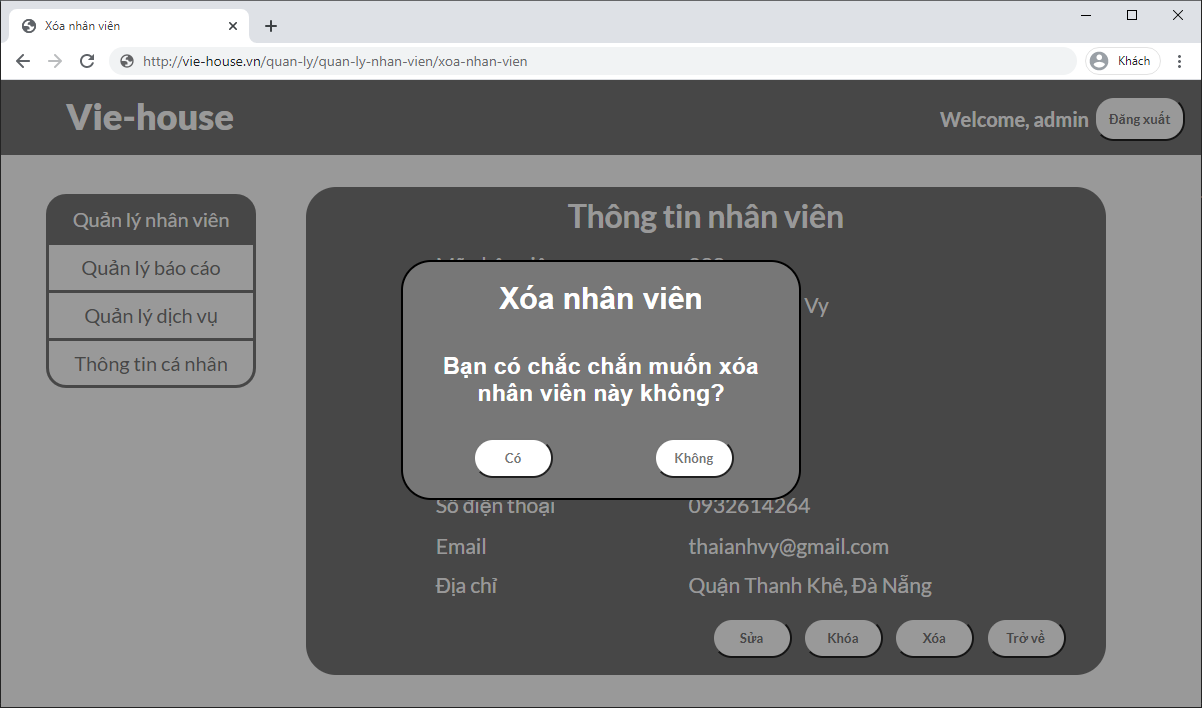 Xóa nhân viên
http://vie-house.vn/quan-ly/quan-ly-nhan-vien/xoa-nhan-vien
Khách
Vie-house
Welcome, admin
Đăng xuất
Quản lý nhân viên
Quản lý báo cáo
Quản lý dịch vụ
Thông tin cá nhân
Thông tin nhân viên
Vy
Xóa nhân viên
Bạn có chắc chắn muốn xóa
nhân viên này không?
Có
Không
Số điện thoại 0932614264
Email thaianhvy@gmail.com
Địa chỉ Quận Thanh Khê, Đà Nẵng
Sửa
Khóa
Xóa
Trở về